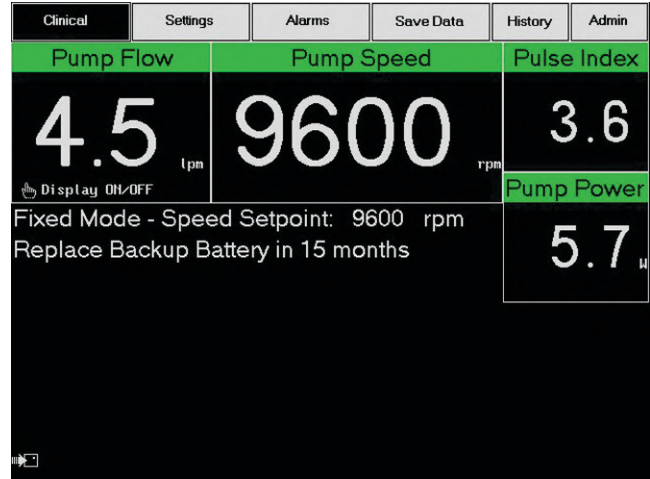 Clinical Settings Alarms Save Data History Admin
Pump Flow Pump Speed Pulse Index
4.5 lpm 9600 rpm 3.6
Display ON/OFF
Pump Power
5.7 W
Fixed Mode - Speed Setpoint: 9600 rpm
Replace Backup Battery in 15 months